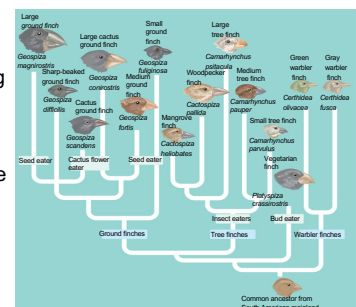 g
e
Large
ground finch
Geospiza
magnirostris
Sharp-beaked
ground finch
Geospiza
difficilis
Large cactus
ground finch
Geospiza
conirostris
Cactus
ground finch
Geospiza
scandens
Small
ground
finch
Geospiza
fuliginosa
Medium
ground
finch
Geospiza
fortis
Large
tree finch
Camarhynchus
psitacula
Woodpecker
finch
Cactospiza
pallida
Mangrove
finch
Cactospiza
heliobates
Medium
tree finch
Camarhynchus
pauper
Small tree finch
Camarhynchus
parvulus
Vegetarian
finch
Platyspiza
crassirostris
Green
warbler
finch
Certhidea
olivacea
Gray
warbler
finch
Certhidea
fusca
Seed eater
Cactus flower
eater
Seed eater
Insect eaters
Bud eater
Ground finches
Tree finches
Warbler finches
Common ancestor from
South American mainland